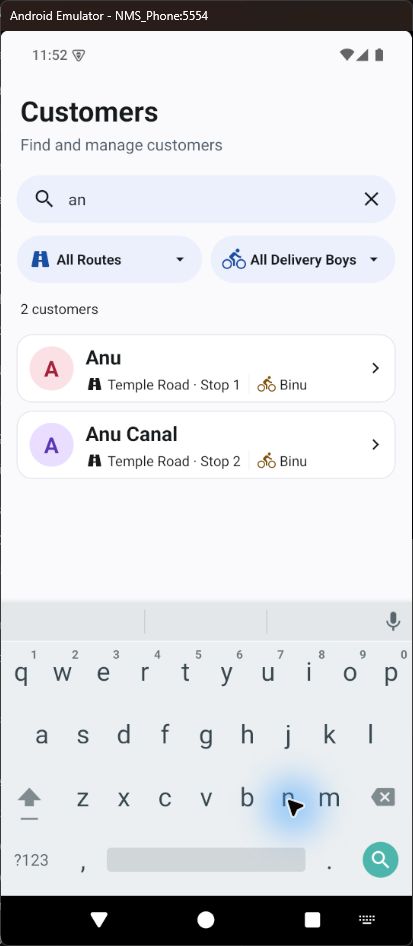 Android Emulator - NMS_Phone:5554
11:52
Customers
Find and manage customers
an
All Routes All Delivery Boys
2 customers
A Anu
Temple Road · Stop 1 Binu
A Anu Canal
Temple Road · Stop 2 Binu
1 2 3 4 5 6 7 8 9 0
q w e r t y u i o p
a s d f g h j k l
z x c v b n m
?123 , .